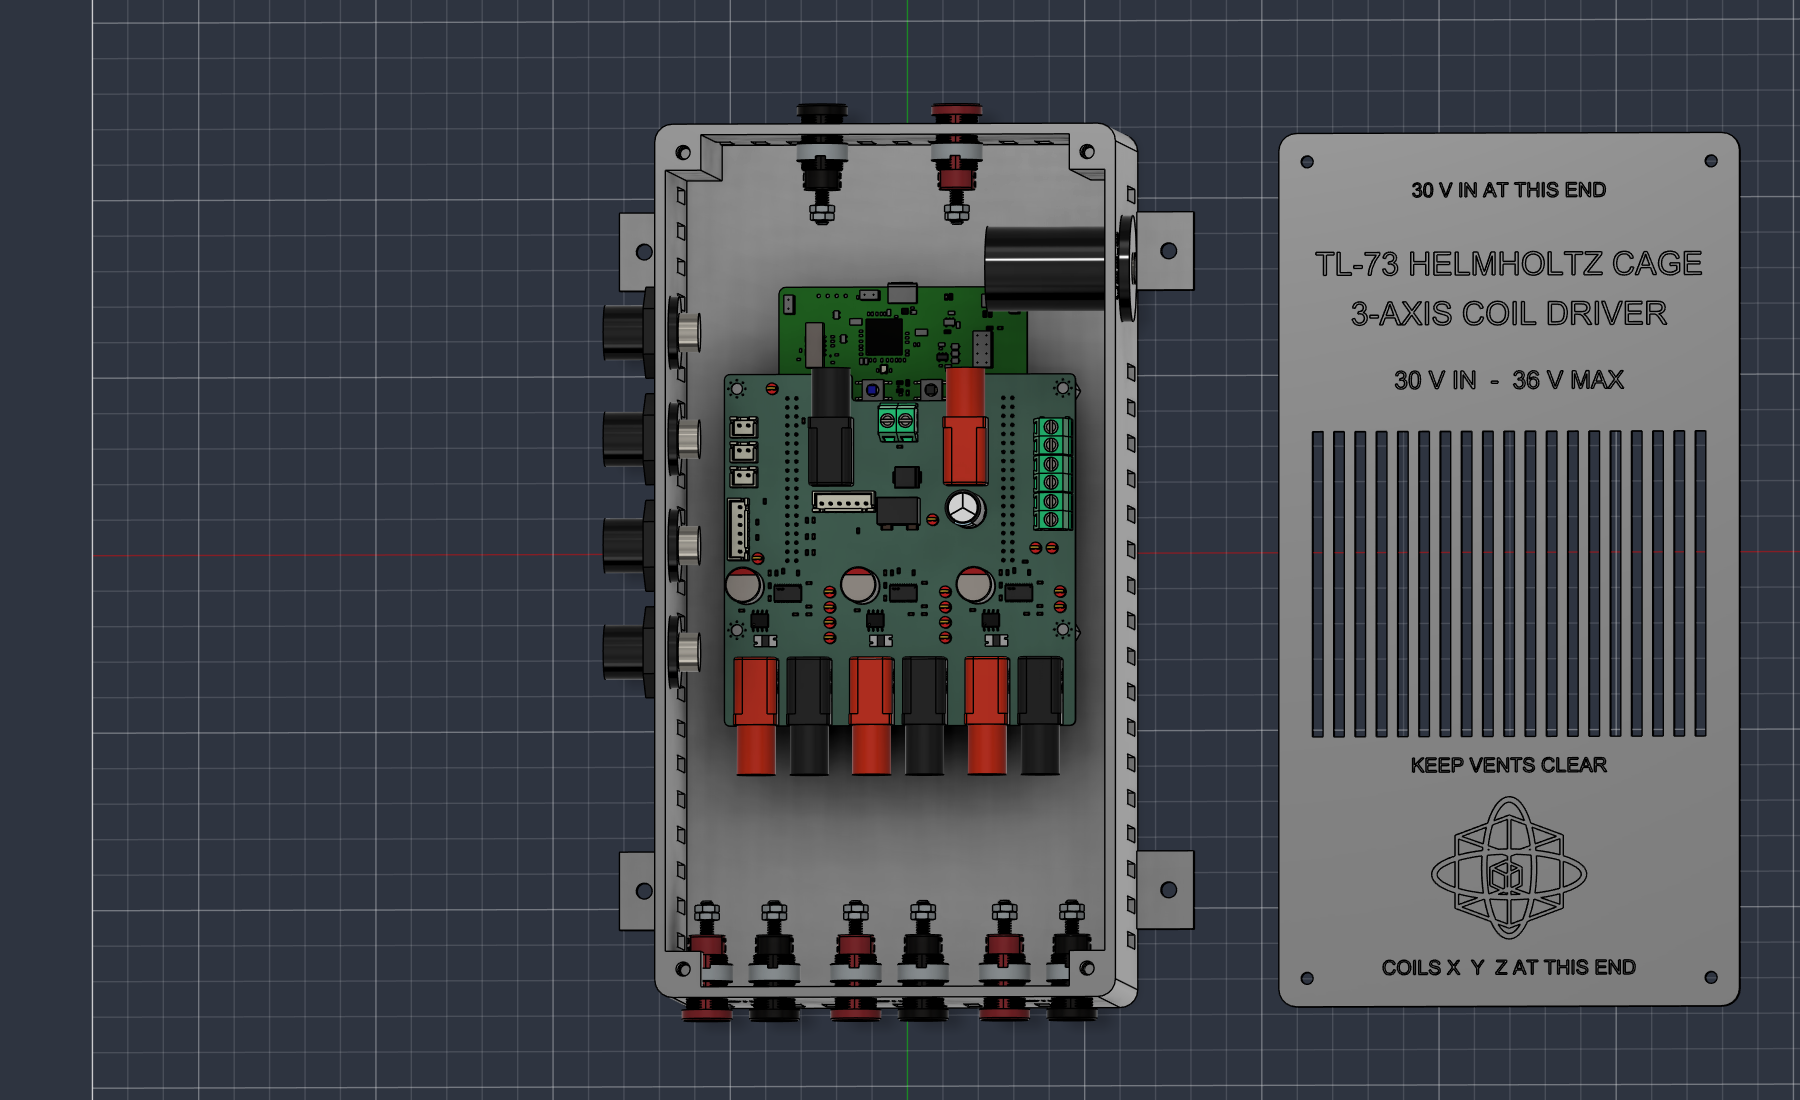 30 V IN AT THIS END
TL-73 HELMHOLTZ CAGE
3-AXIS COIL DRIVER
30 V IN - 36 V MAX
KEEP VENTS CLEAR
COILS X Y Z AT THIS END